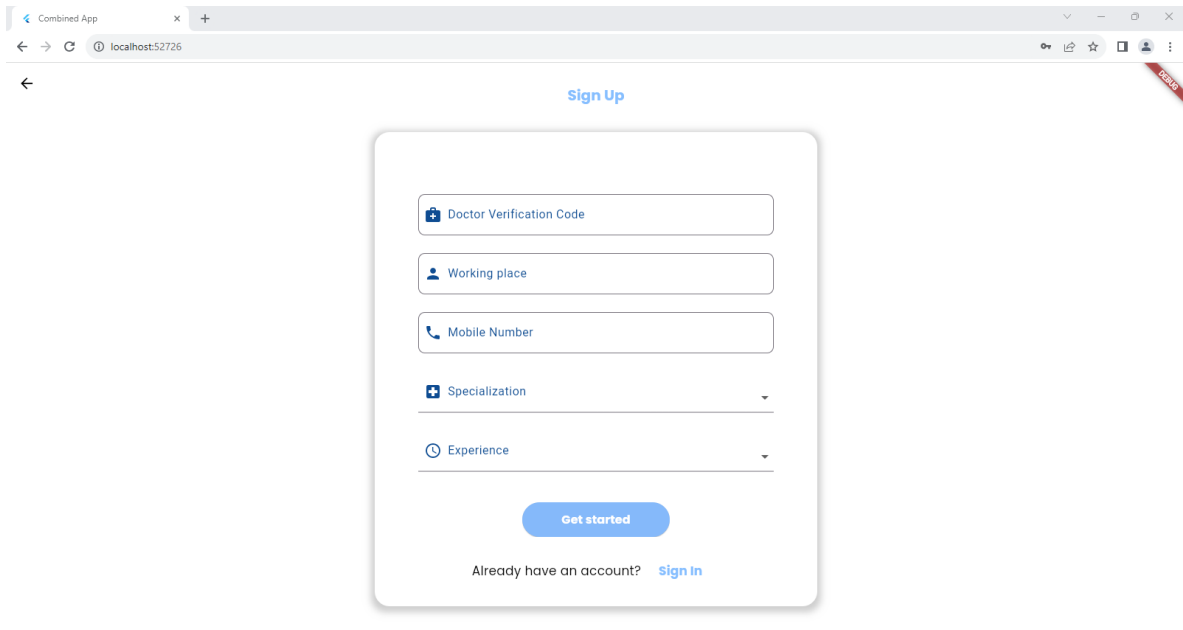 Combined App
localhost:52726
DEBUG
Sign Up
Doctor Verification Code
Working place
Mobile Number
Specialization
Experience
Get started
Already have an account? Sign In